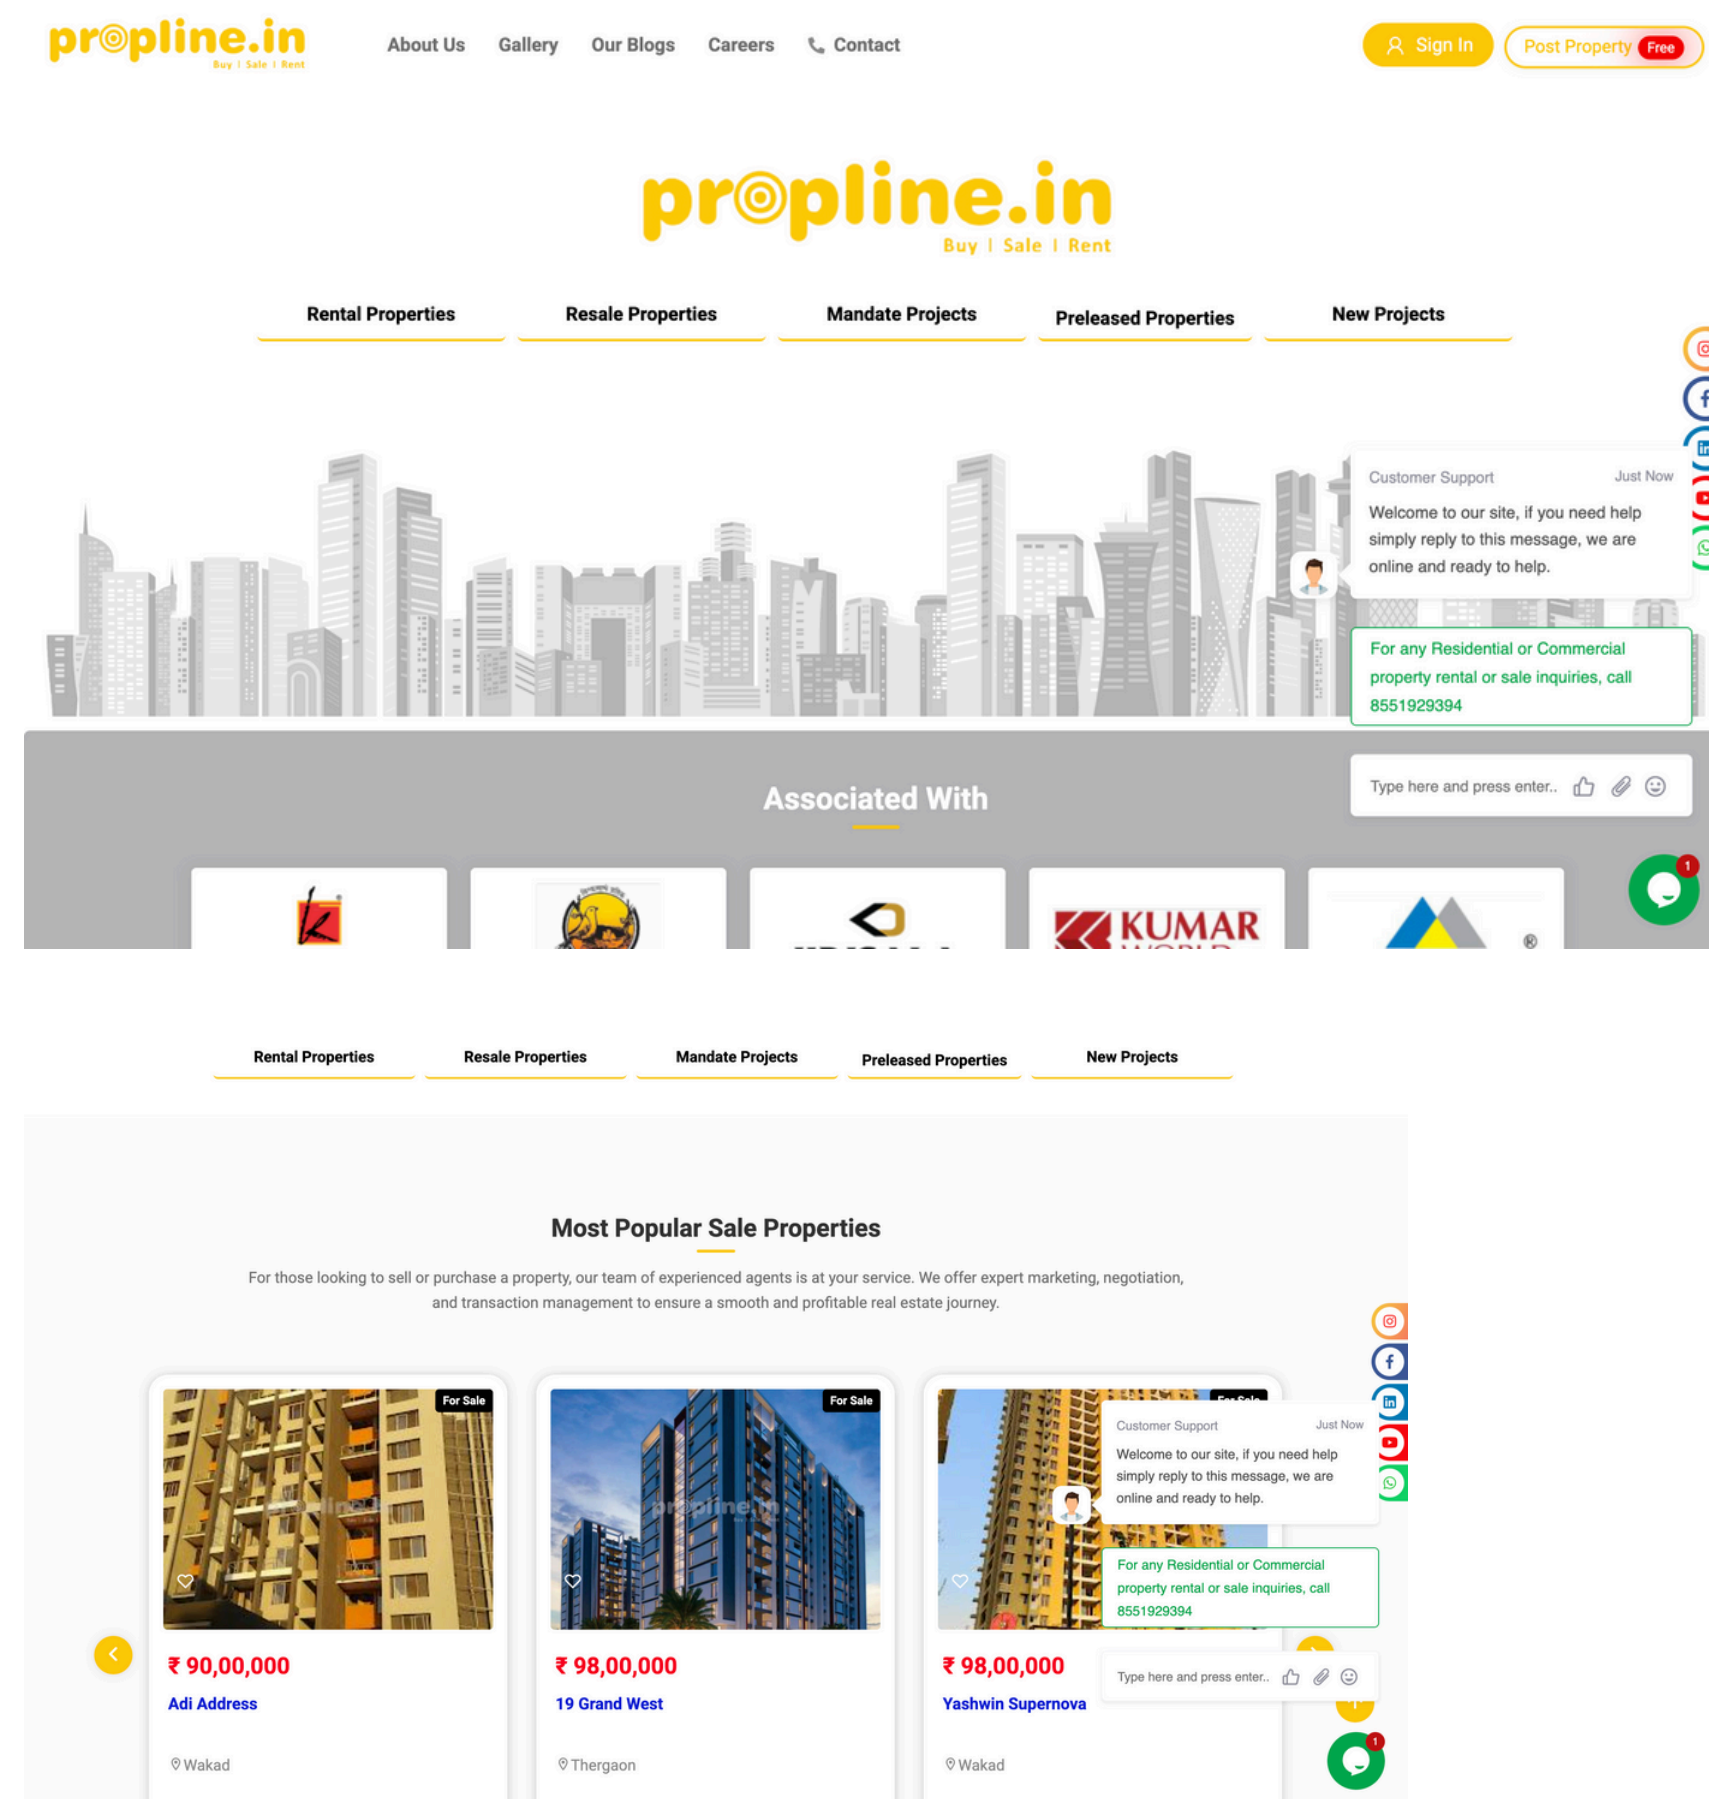 propline.in
Buy | Sale | Rent
About Us
Gallery
Our Blogs
Careers
Contact
Sign In
Post Property Free
propline.in
Buy | Sale | Rent
Rental Properties
Resale Properties
Mandate Projects
Preleased Properties
New Projects
Customer Support
Just Now
Welcome to our site, if you need help
simply reply to this message, we are
online and ready to help.
For any Residential or Commercial
property rental or sale inquiries, call
8551929394
Type here and press enter..
Associated With
KUMAR
1
Rental Properties
Resale Properties
Mandate Projects
Preleased Properties
New Projects
Most Popular Sale Properties
For those looking to sell or purchase a property, our team of experienced agents is at your service. We offer expert marketing, negotiation,
and transaction management to ensure a smooth and profitable real estate journey.
For Sale
For Sale
For Sale
Customer Support
Just Now
Welcome to our site, if you need help
simply reply to this message, we are
online and ready to help.
propline.in
propline.in
For any Residential or Commercial
property rental or sale inquiries, call
8551929394
Type here and press enter..
₹ 90,00,000
₹ 98,00,000
₹ 98,00,000
Adi Address
19 Grand West
Yashwin Supernova
Wakad
Thergaon
Wakad
1